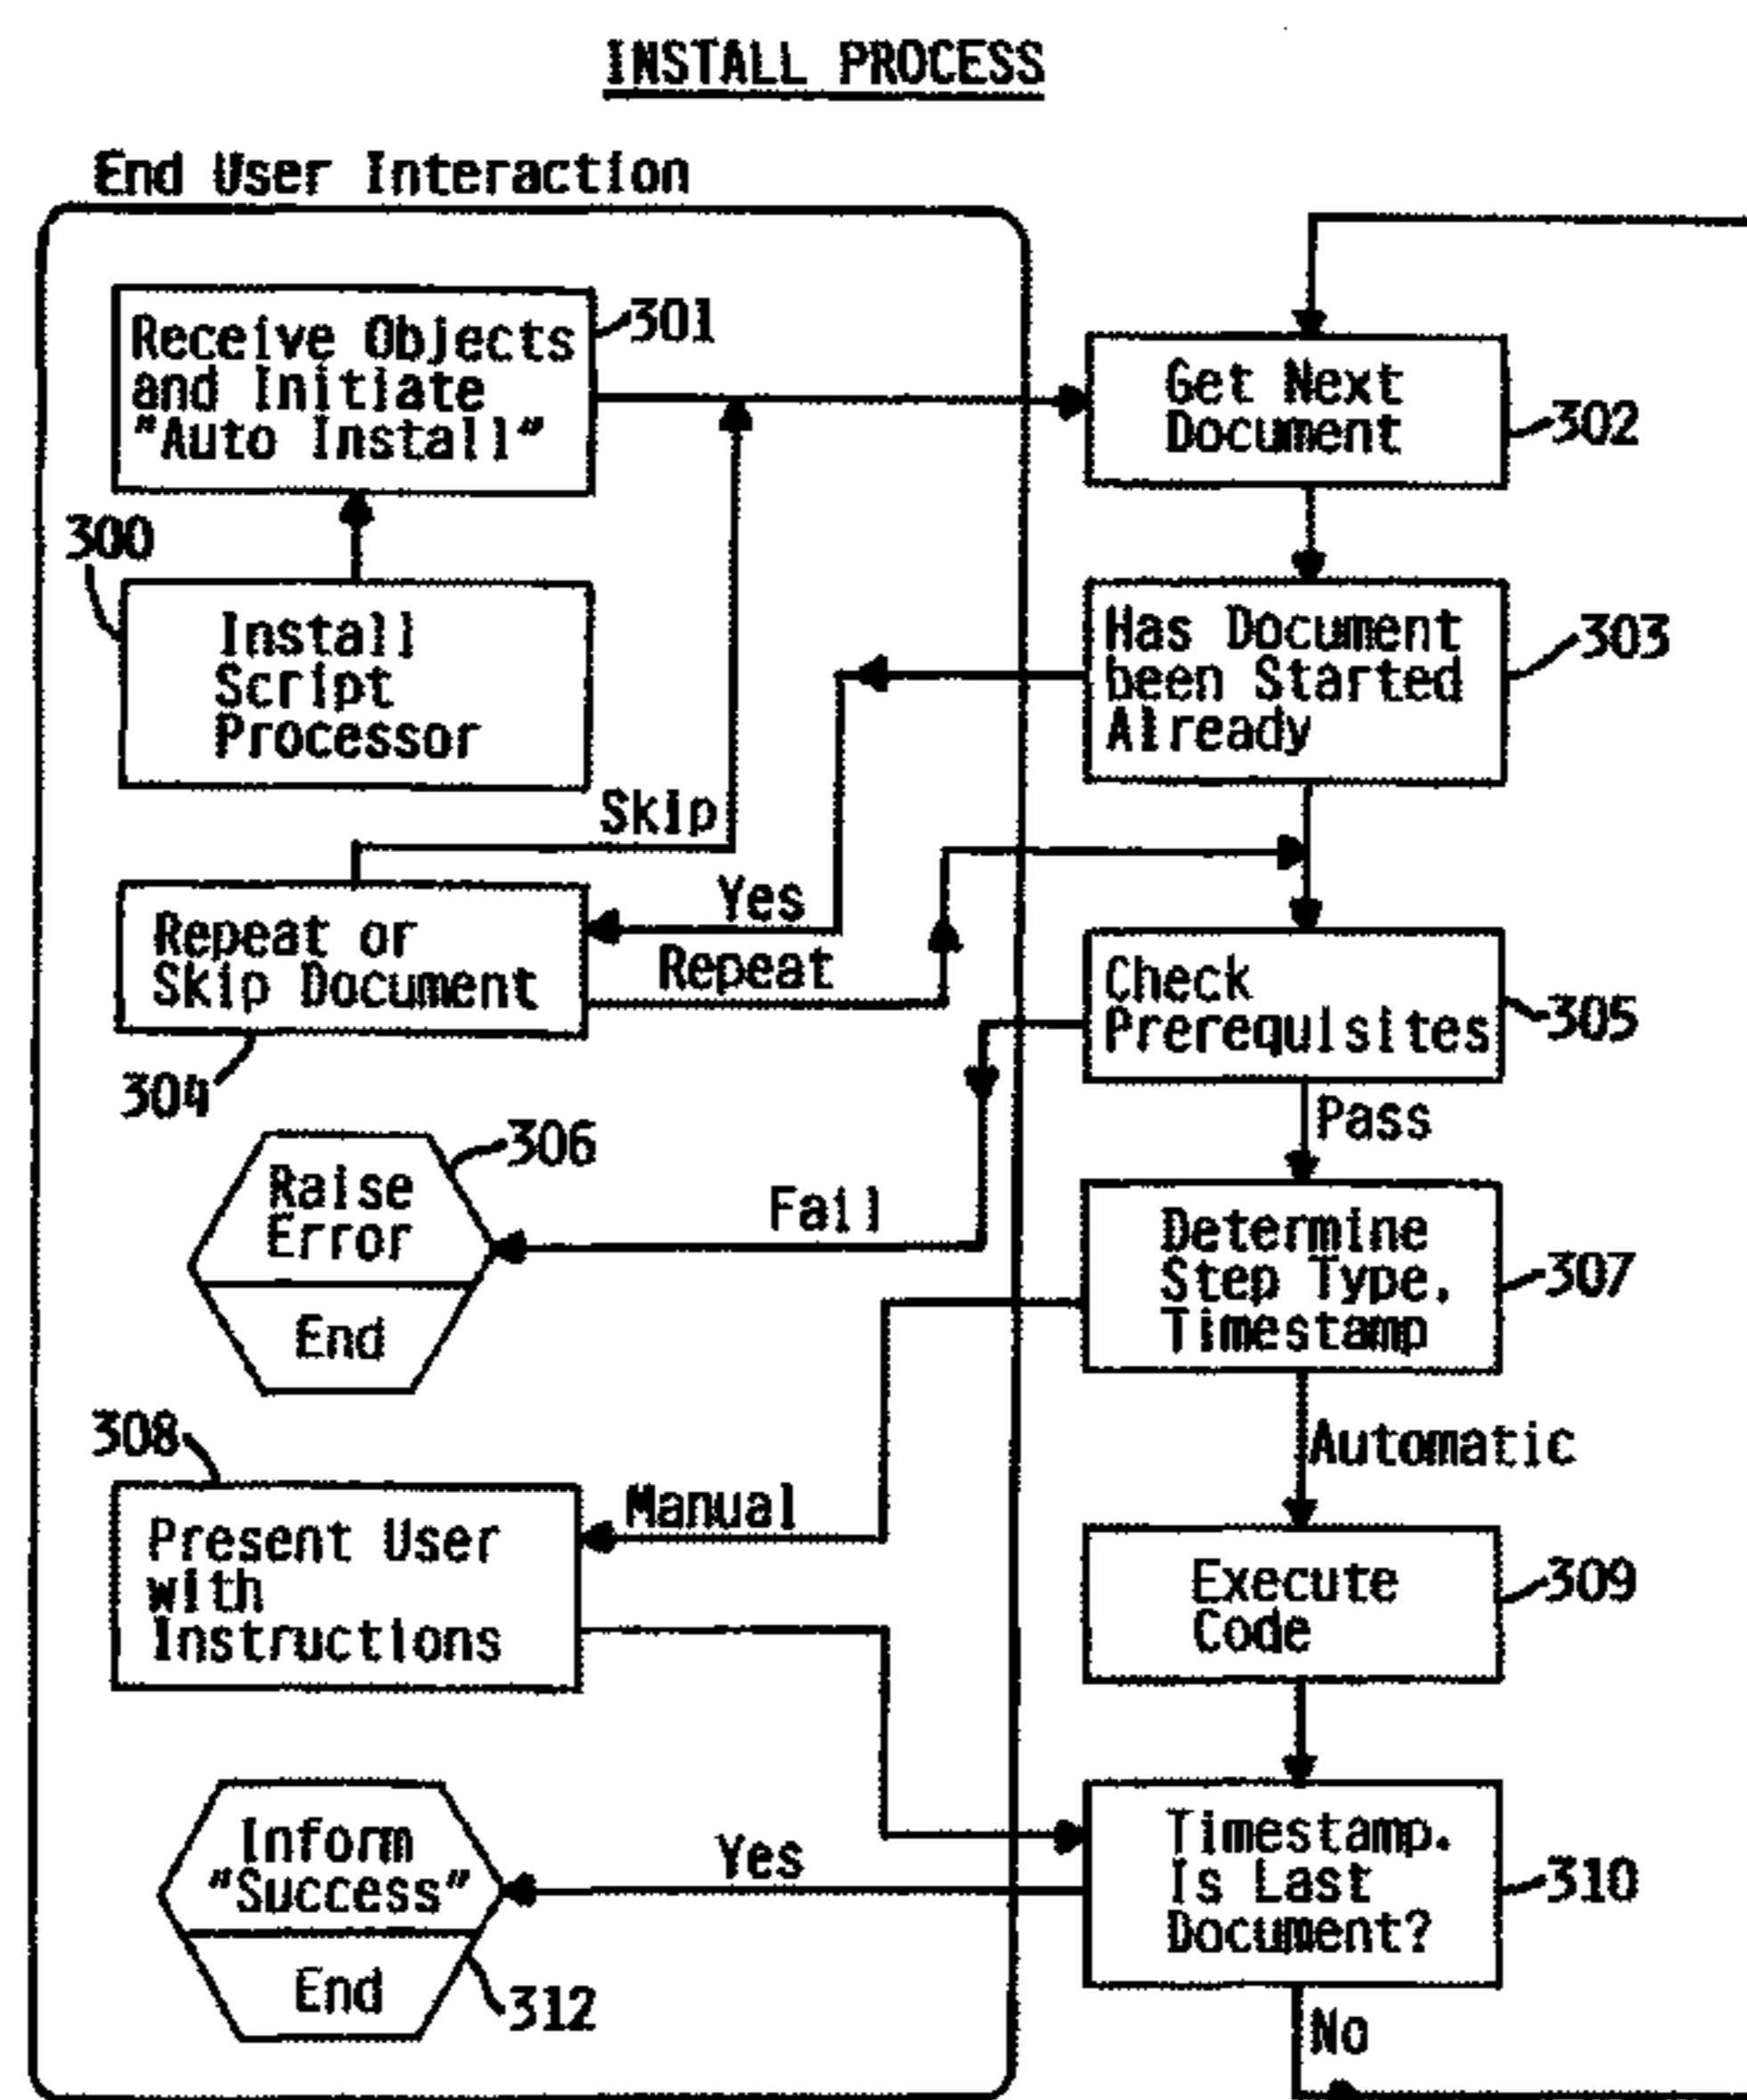 INSTALL PROCESS
End User Interaction
Receive Objects
and Initiate
"Auto Install"
301
Get Next
Document
302
300
Install
Script
Processor
Has Document
been Started
Already
303
Skip
Yes
Repeat or
Skip Document
Repeat
304
Check
Prerequisites
305
Pass
306
Raise
Error
End
Fail
Determine
Step Type,
Timestamp
307
Automatic
308
Manual
Present User
with
Instructions
Execute
Code
309
Inform
"Success"
End
312
Yes
Timestamp.
Is Last
Document?
310
No